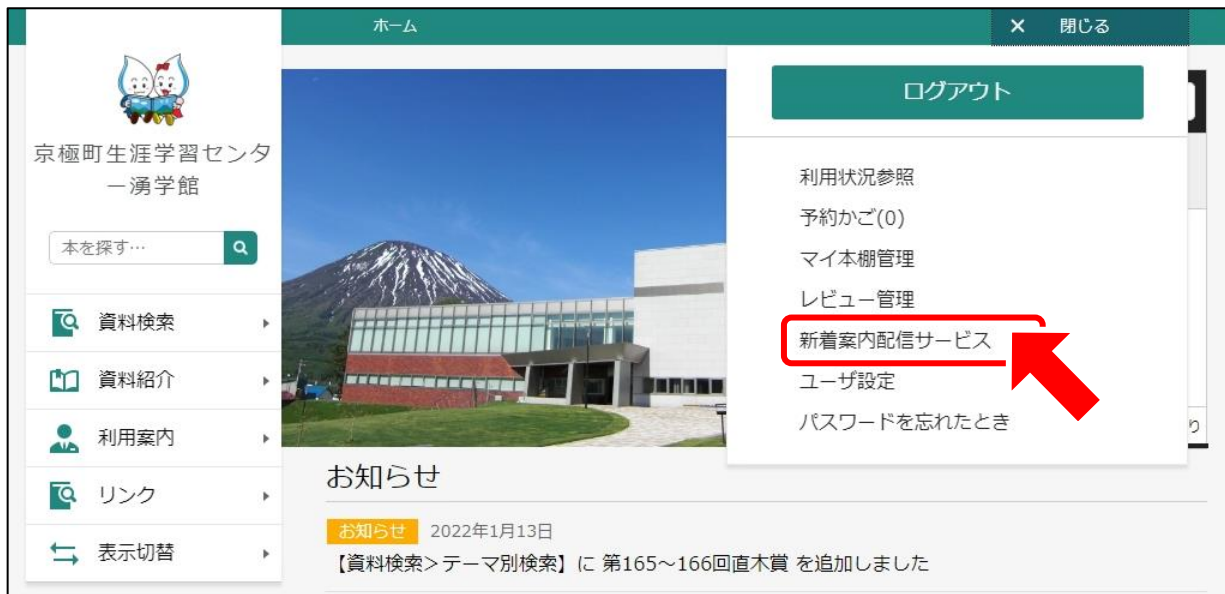 ホーム
× 閉じる
京極町生涯学習センタ
ー湧学館
本を探す…
資料検索
資料紹介
利用案内
リンク
表示切替
ログアウト
利用状況参照
予約かご(0)
マイ本棚管理
レビュー管理
新着案内配信サービス
ユーザ設定
パスワードを忘れたとき
り
お知らせ
お知らせ 2022年1月13日
【資料検索>テーマ別検索】に 第165~166回直木賞 を追加しました